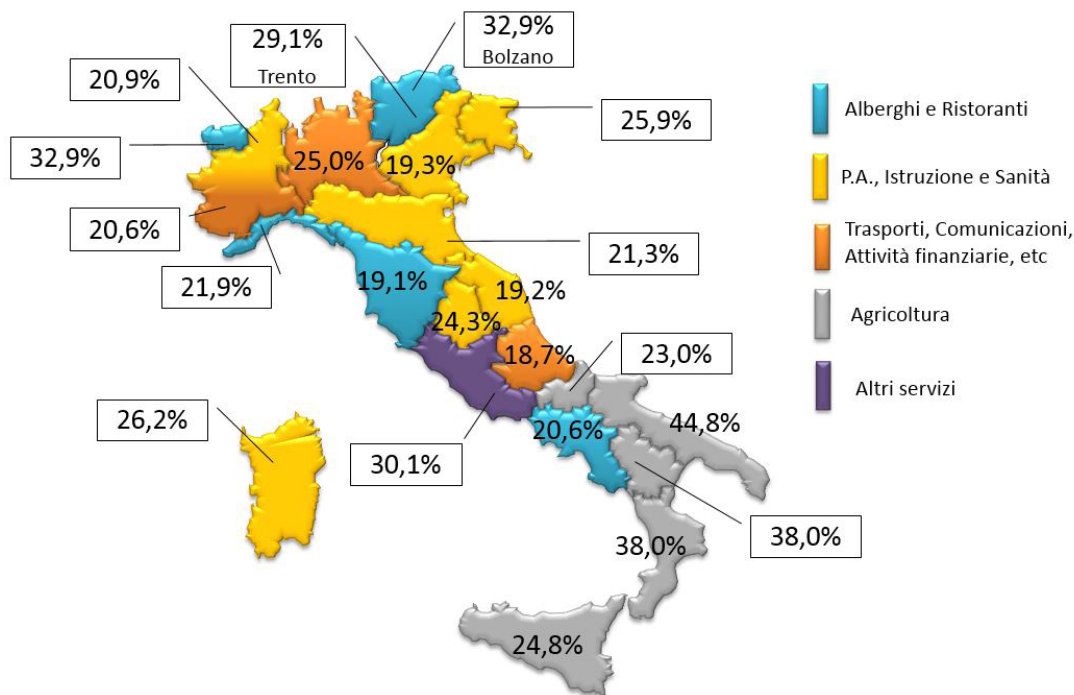 32,9%
Bolzano
29,1%
Trento
20,9%
25,9%
32,9%
25,0%
19,3%
20,6%
21,9%
21,3%
19,1%
19,2%
24,3%
18,7%
23,0%
26,2%
30,1%
20,6%
44,8%
38,0%
38,0%
24,8%
Alberghi e Ristoranti
P.A., Istruzione e Sanità
Trasporti, Comunicazioni,
Attività finanziarie, etc
Agricoltura
Altri servizi